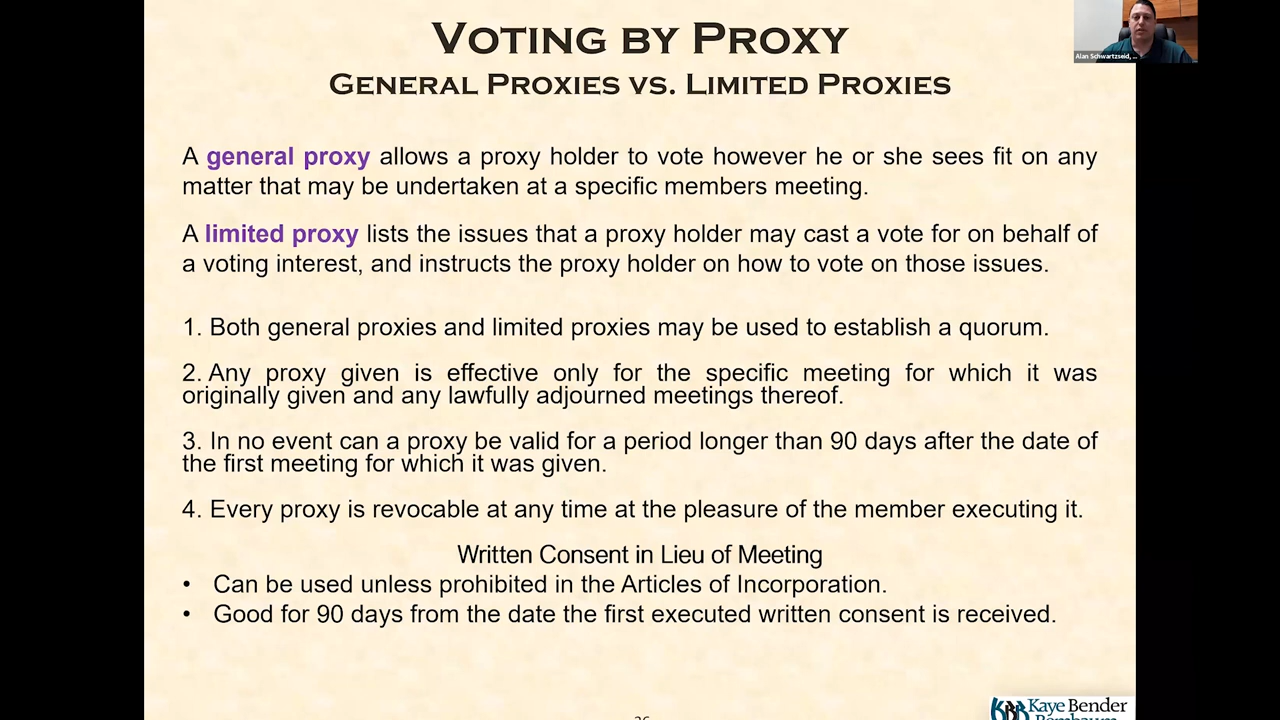 VOTING BY PROXY
Alan Schwartzseid, ...
GENERAL PROXIES VS. LIMITED PROXIES
A general proxy allows a proxy holder to vote however he or she sees fit on any
matter that may be undertaken at a specific members meeting.
A limited proxy lists the issues that a proxy holder may cast a vote for on behalf of
a voting interest, and instructs the proxy holder on how to vote on those issues.
1. Both general proxies and limited proxies may be used to establish a quorum.
2. Any proxy given is effective only for the specific meeting for which it was
originally given and any lawfully adjourned meetings thereof.
3. In no event can a proxy be valid for a period longer than 90 days after the date of
the first meeting for which it was given.
4. Every proxy is revocable at any time at the pleasure of the member executing it.
Written Consent in Lieu of Meeting
• Can be used unless prohibited in the Articles of Incorporation.
• Good for 90 days from the date the first executed written consent is received.
KBR Kaye Bender
Rembaum